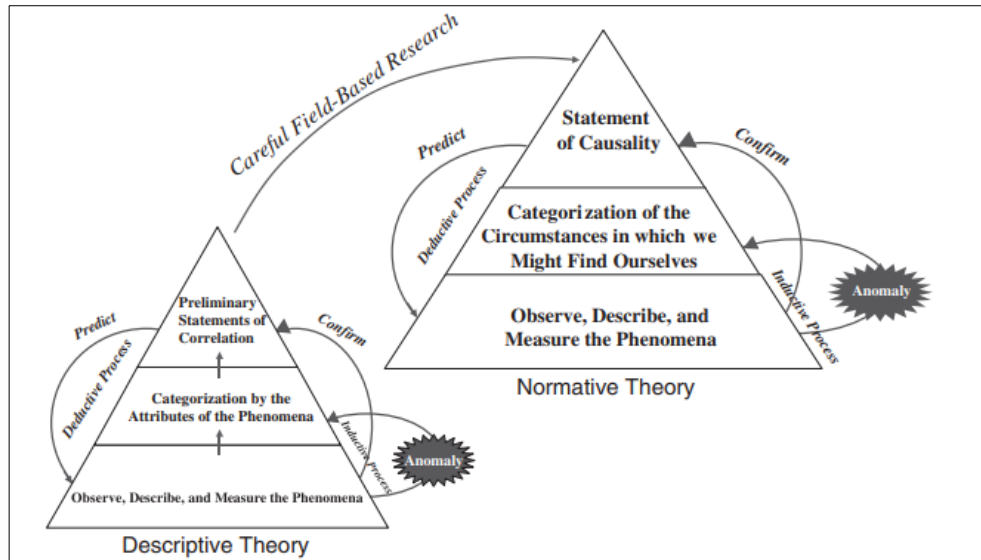 Careful Field-Based Research
Statement
of Causality
Predict
Confirm
Deductive Process
Categorization of the
Circumstances in which we
Might Find Ourselves
Anomaly
Inductive Process
Observe, Describe, and
Measure the Phenomena
Normative Theory
Preliminary
Statements of
Correlation
Predict
Confirm
Deductive Process
Categorization by the
Attributes of the Phenomena
Anomaly
Inductive process
Observe, Describe, and Measure the Phenomena
Descriptive Theory